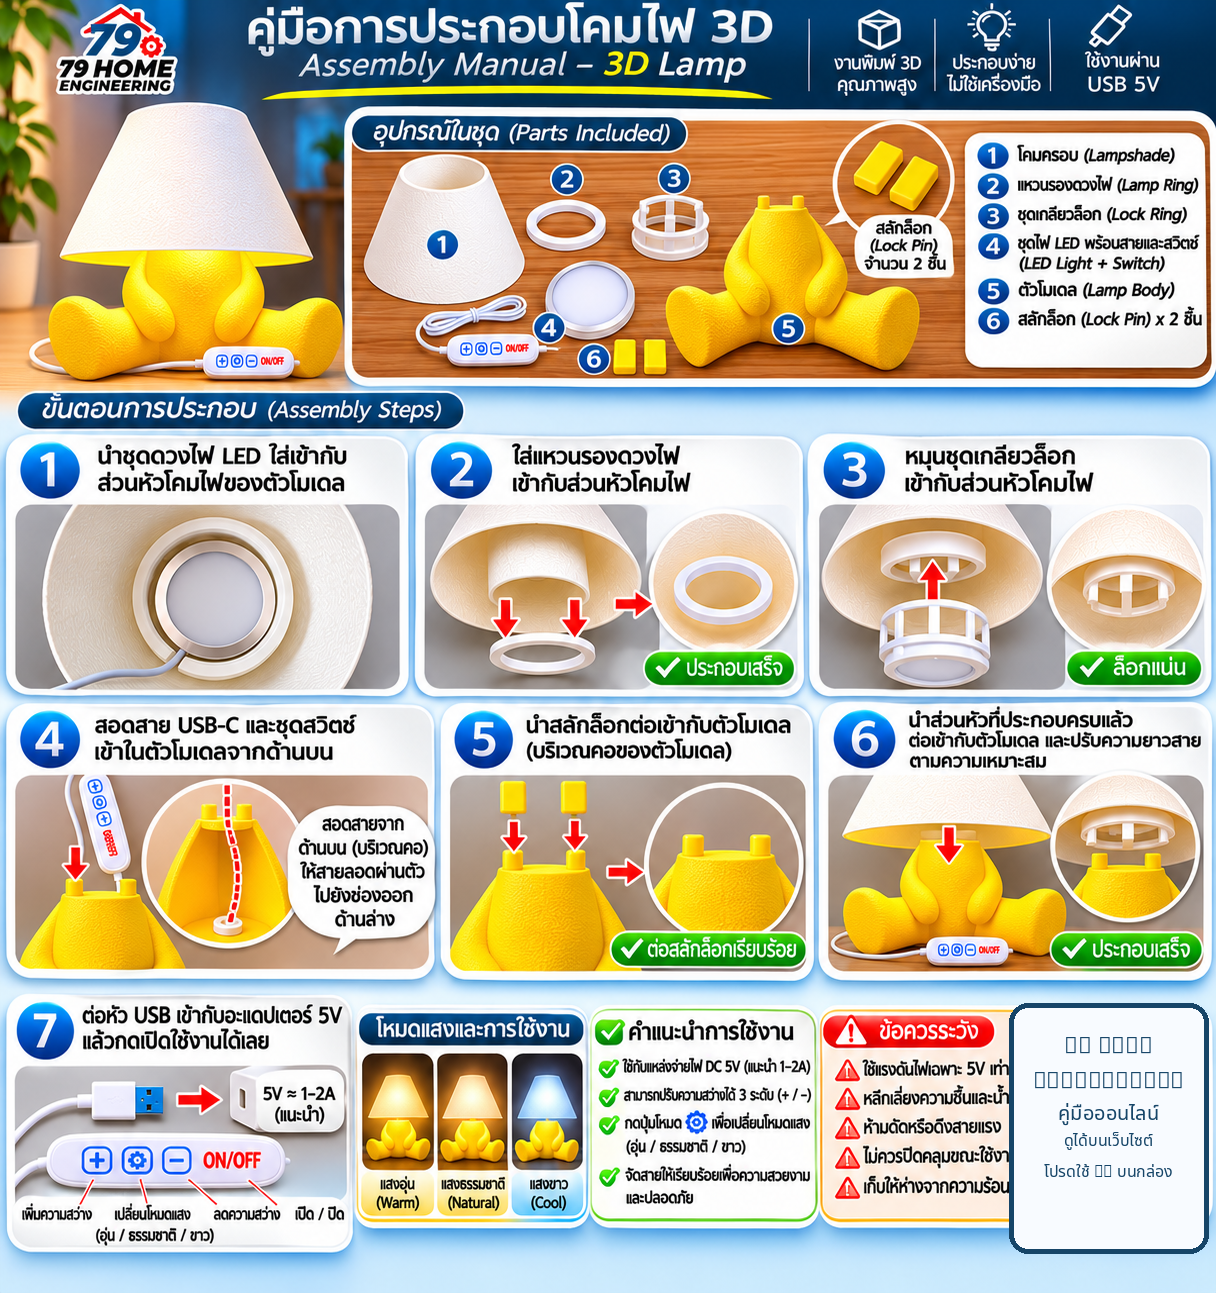 79
79 HOME
ENGINEERING
คู่มือการประกอบโคมไฟ 3D
Assembly Manual – 3D Lamp
งานพิมพ์ 3D
คุณภาพสูง
ประกอบง่าย
ไม่ใช้เครื่องมือ
ใช้งานผ่าน
USB 5V
ON/OFF
อุปกรณ์ในชุด (Parts Included)
1
2
3
4
ON/OFF
5
6
สลักล็อก
(Lock Pin)
จำนวน 2 ชิ้น
1 โคมครอบ (Lampshade)
2 แหวนรองดวงไฟ (Lamp Ring)
3 ชุดเกลียวล็อก (Lock Ring)
4 ชุดไฟ LED พร้อมสายและสวิตช์
(LED Light + Switch)
5 ตัวโมเดล (Lamp Body)
6 สลักล็อก (Lock Pin) x 2 ชิ้น
ขั้นตอนการประกอบ (Assembly Steps)
1 นำชุดดวงไฟ LED ใส่เข้ากับ
ส่วนหัวโคมไฟของตัวโมเดล
2 ใส่แหวนรองดวงไฟ
เข้ากับส่วนหัวโคมไฟ
ประกอบเสร็จ
3 หมุนชุดเกลียวล็อก
เข้ากับส่วนหัวโคมไฟ
ล็อกแน่น
4 สอดสาย USB-C และชุดสวิตช์
เข้าในตัวโมเดลจากด้านบน
สอดสายจาก
ด้านบน (บริเวณคอ)
ให้สายลอดผ่านตัว
ไปยังช่องออก
ด้านล่าง
5 นำสลักล็อกต่อเข้ากับตัวโมเดล
(บริเวณคอของตัวโมเดล)
ต่อสลักล็อกเรียบร้อย
6 นำส่วนหัวที่ประกอบครบแล้ว
ต่อเข้ากับตัวโมเดล และปรับความยาวสาย
ตามความเหมาะสม
ON/OFF
ประกอบเสร็จ
7 ต่อหัว USB เข้ากับอะแดปเตอร์ 5V
แล้วกดเปิดใช้งานได้เลย
5V ≈ 1-2A
(แนะนำ)
ON/OFF
เพิ่มความสว่าง
เปลี่ยนโหมดแสง
(อุ่น / ธรรมชาติ / ขาว)
ลดความสว่าง
เปิด / ปิด
โหมดแสงและการใช้งาน
แสงอุ่น
(Warm)
แสงธรรมชาติ
(Natural)
แสงขาว
(Cool)
คำแนะนำการใช้งาน
ใช้กับแหล่งจ่ายไฟ DC 5V (แนะนำ 1-2A)
สามารถปรับความสว่างได้ 3 ระดับ (+ / −)
กดปุ่มโหมด เพื่อเปลี่ยนโหมดแสง
(อุ่น / ธรรมชาติ / ขาว)
จัดสายให้เรียบร้อยเพื่อความสวยงาม
และปลอดภัย
ข้อควรระวัง
ใช้แรงดันไฟเฉพาะ 5V เท่า
หลีกเลี่ยงความชื้นและน้ำ
ห้ามดัดหรือดึงสายแรง
ไม่ควรปิดคลุมขณะใช้งา
เก็บให้ห่างจากความร้อน
คู่มือออนไลน์
ดูได้บนเว็บไซต์
โปรดใช้ บนกล่อง